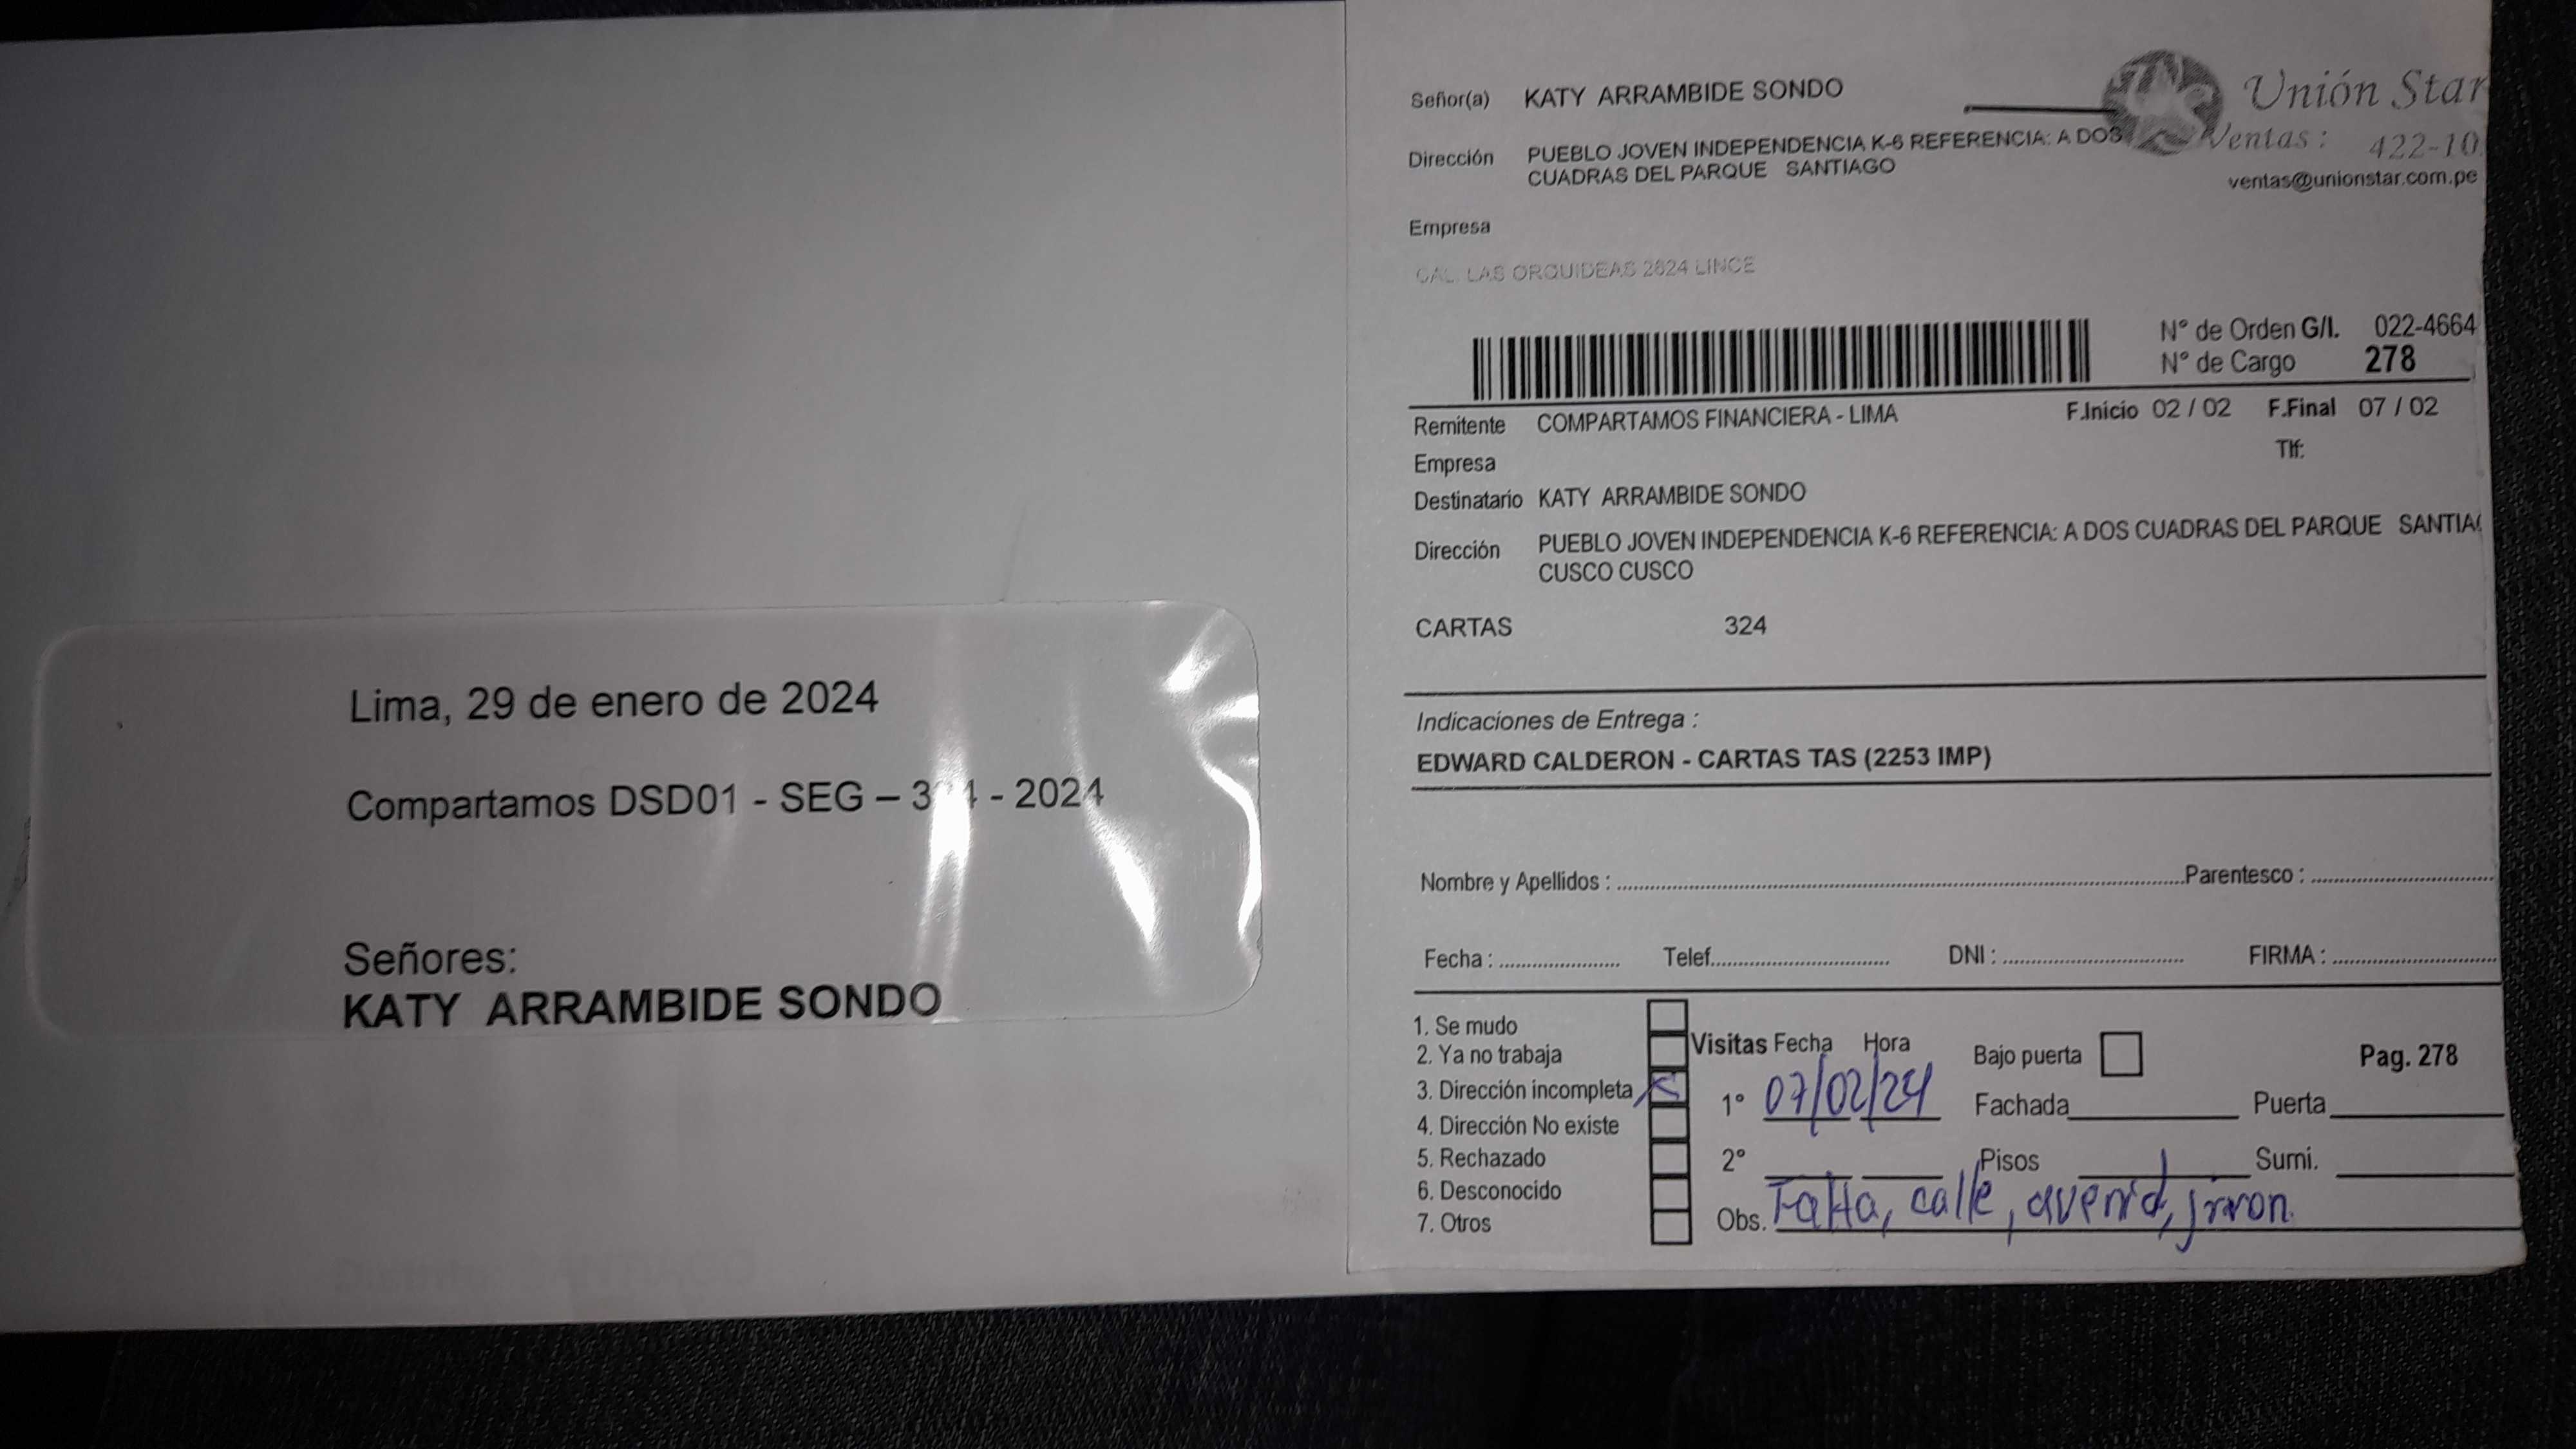 Lima, 29 de enero de 2024
Compartamos DSD01 - SEG – 324 - 2024
Señores:
KATY ARRAMBIDE SONDO
Unión Star
Ventas: 422-10
ventas@unionstar.com.pe
Señor(a) KATY ARRAMBIDE SONDO
Dirección PUEBLO JOVEN INDEPENDENCIA K-6 REFERENCIA: A DOS
CUADRAS DEL PARQUE SANTIAGO
Empresa
CAL. LAS ORQUIDEAS 2624 LINCE
N° de Orden G/I. 022-4664
N° de Cargo 278
Remitente COMPARTAMOS FINANCIERA - LIMA F.Inicio 02 / 02 F.Final 07 / 02
Empresa Tlf:
Destinatario KATY ARRAMBIDE SONDO
Dirección PUEBLO JOVEN INDEPENDENCIA K-6 REFERENCIA: A DOS CUADRAS DEL PARQUE SANTIAG
CUSCO CUSCO
CARTAS 324
Indicaciones de Entrega :
EDWARD CALDERON - CARTAS TAS (2253 IMP)
Nombre y Apellidos : Parentesco :
Fecha : Telef. DNI : FIRMA :
1. Se mudo
2. Ya no trabaja
3. Dirección incompleta
4. Dirección No existe
5. Rechazado
6. Desconocido
7. Otros
Visitas Fecha Hora Bajo puerta Pag. 278
1° 07/02/24 Fachada Puerta
2° Pisos Sumi.
Obs. Falta, calle, avenid, jiron